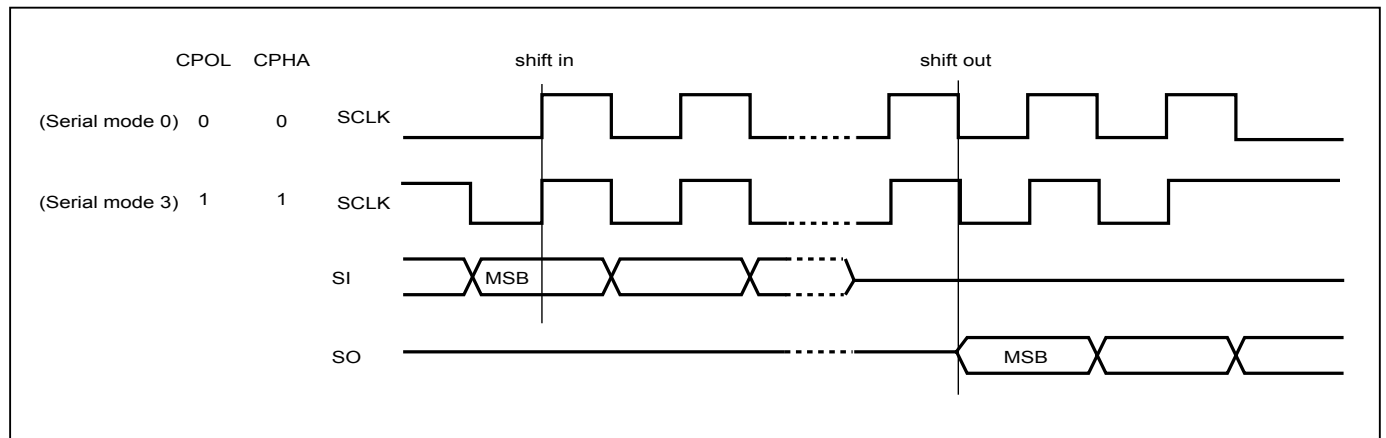 CPOL CPHA shift in shift out
(Serial mode 0) 0 0 SCLK
(Serial mode 3) 1 1 SCLK
SI MSB
SO MSB